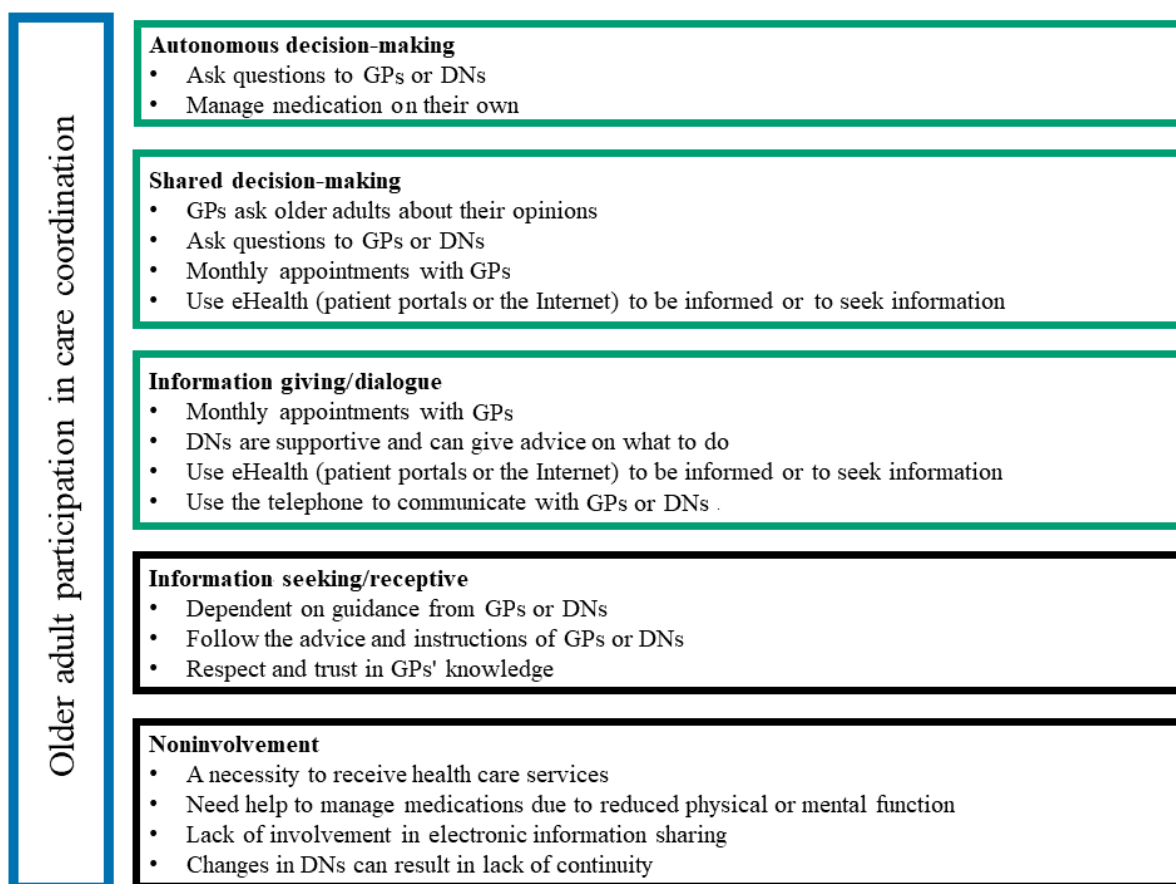 Older adult participation in care coordination
Autonomous decision-making
• Ask questions to GPs or DNs
• Manage medication on their own
Shared decision-making
• GPs ask older adults about their opinions
• Ask questions to GPs or DNs
• Monthly appointments with GPs
• Use eHealth (patient portals or the Internet) to be informed or to seek information
Information giving/dialogue
• Monthly appointments with GPs
• DNs are supportive and can give advice on what to do
• Use eHealth (patient portals or the Internet) to be informed or to seek information
• Use the telephone to communicate with GPs or DNs .
Information seeking/receptive
• Dependent on guidance from GPs or DNs
• Follow the advice and instructions of GPs or DNs
• Respect and trust in GPs' knowledge
Noninvolvement
• A necessity to receive health care services
• Need help to manage medications due to reduced physical or mental function
• Lack of involvement in electronic information sharing
• Changes in DNs can result in lack of continuity